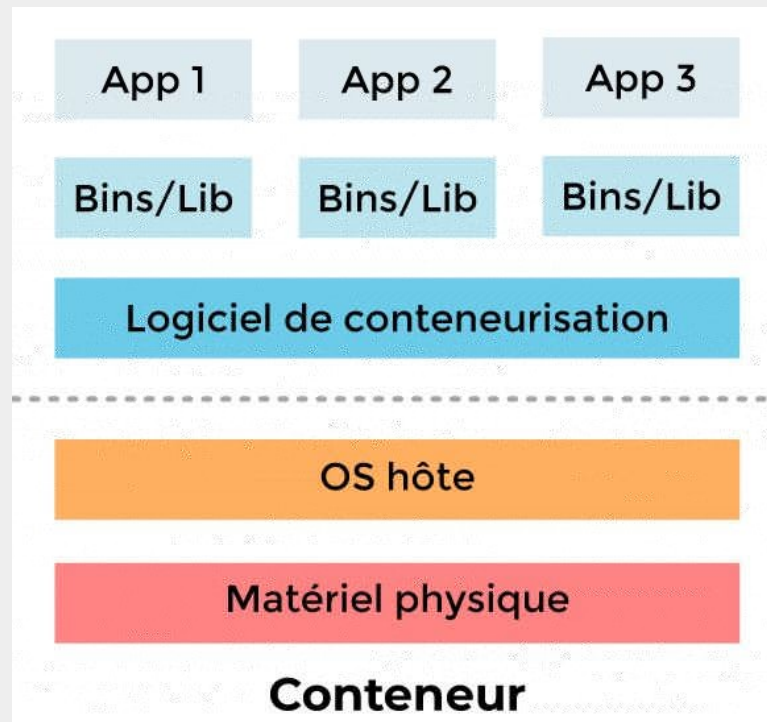 App 1 App 2 App 3
Bins/Lib Bins/Lib Bins/Lib
Logiciel de conteneurisation
OS hôte
Matériel physique
Conteneur